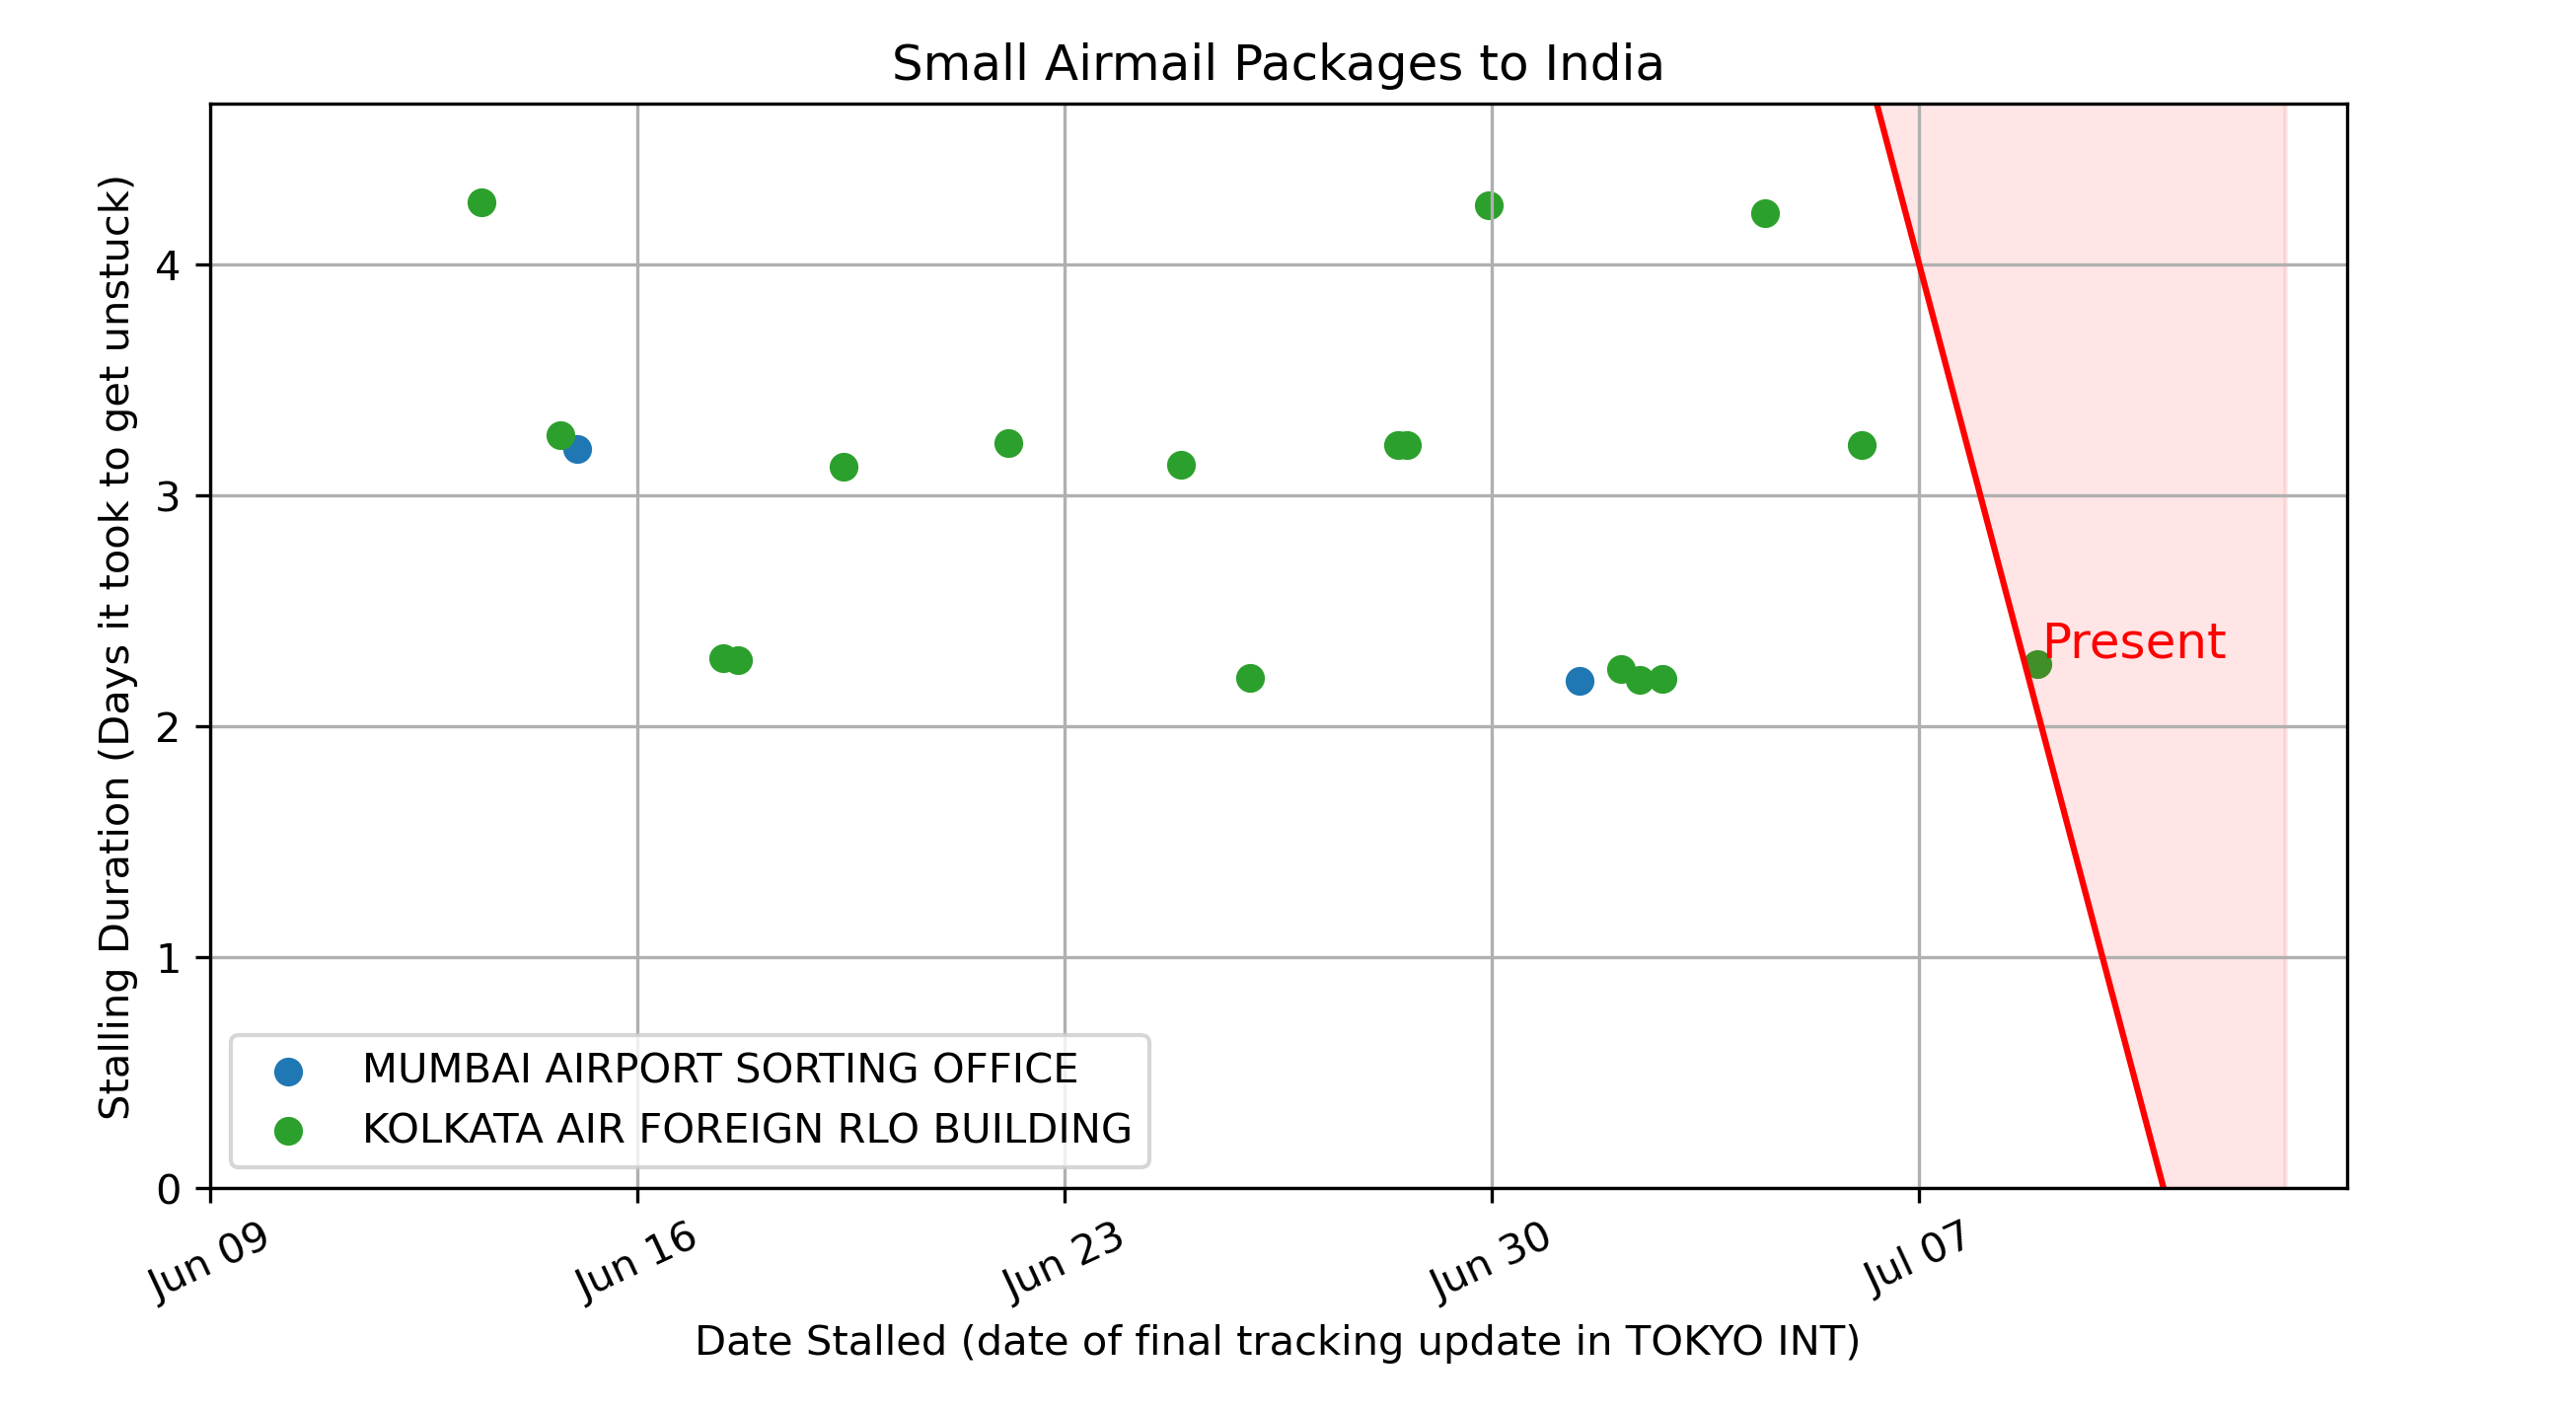 Small Airmail Packages to India
Stalling Duration (Days it took to get unstuck)
4
3
2
1
0
Present
MUMBAI AIRPORT SORTING OFFICE
KOLKATA AIR FOREIGN RLO BUILDING
Jun 09
Jun 16
Jun 23
Jun 30
Jul 07
Date Stalled (date of final tracking update in TOKYO INT)